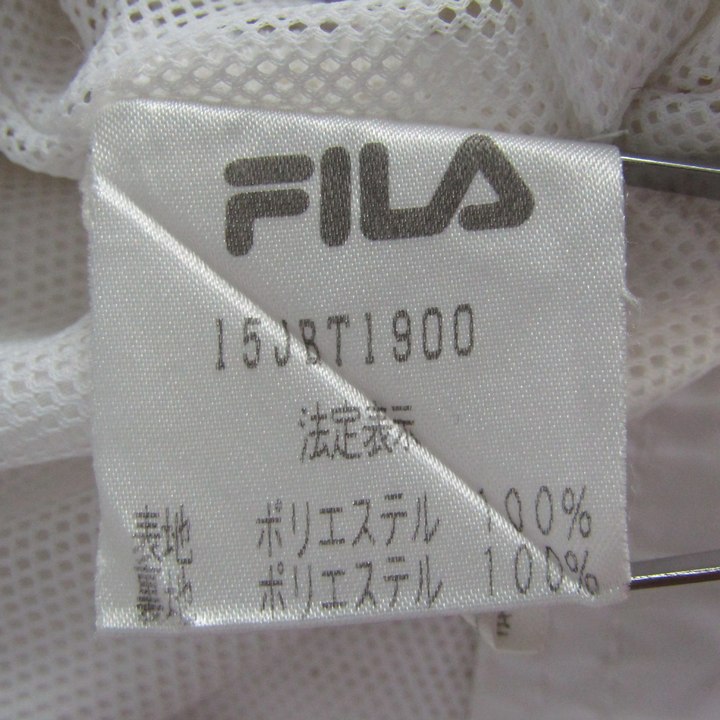 FILA
15JBT1900
法定表示
表地 ポリエステル 100%
裏地 ポリエステル 100%